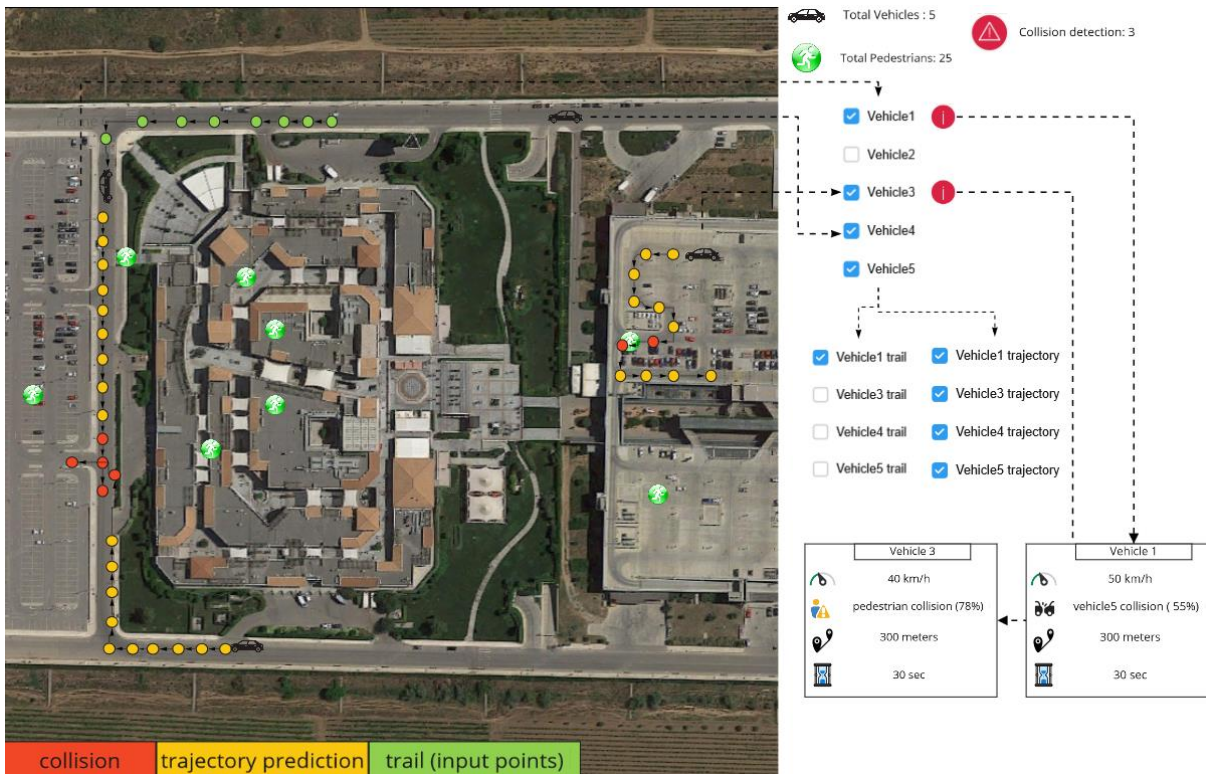 Total Vehicles : 5
Collision detection: 3
Total Pedestrians: 25
Vehicle1
Vehicle2
Vehicle3
Vehicle4
Vehicle5
Vehicle1 trail
Vehicle1 trajectory
Vehicle3 trail
Vehicle3 trajectory
Vehicle4 trail
Vehicle4 trajectory
Vehicle5 trail
Vehicle5 trajectory
Vehicle 3
40 km/h
pedestrian collision (78%)
300 meters
30 sec
Vehicle 1
50 km/h
vehicle5 collision ( 55%)
300 meters
30 sec
collision
trajectory prediction
trail (input points)